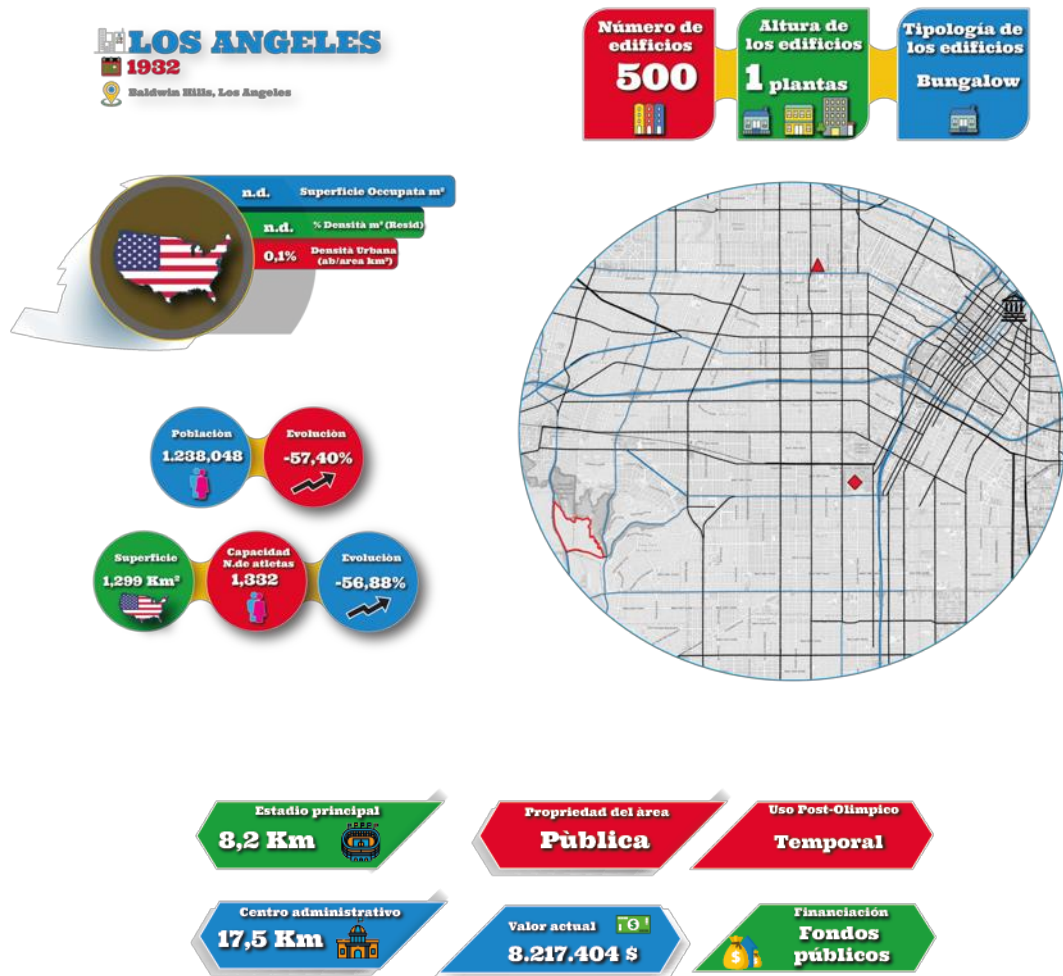 LOS ANGELES
1932
Baldwin Hills, Los Angeles
Número de
edificios
500
Altura de
los edificios
1 plantas
Tipología de
los edificios
Bungalow
n.d. Superficie Occupata m²
n.d. % Densità m² (Resid)
0,1% Densità Urbana
(ab/area km²)
Poblaciòn
1.238,048
Evoluciòn
-57,40%
Superficie
1,299 Km²
Capacidad
N.de atletas
1,332
Evoluciòn
-56,88%
Estadio principal
8,2 Km
Propriedad del àrea
Pùblica
Uso Post-Olimpico
Temporal
Centro administrativo
17,5 Km
Valor actual
8.217.404 $
Financiación
Fondos
públicos